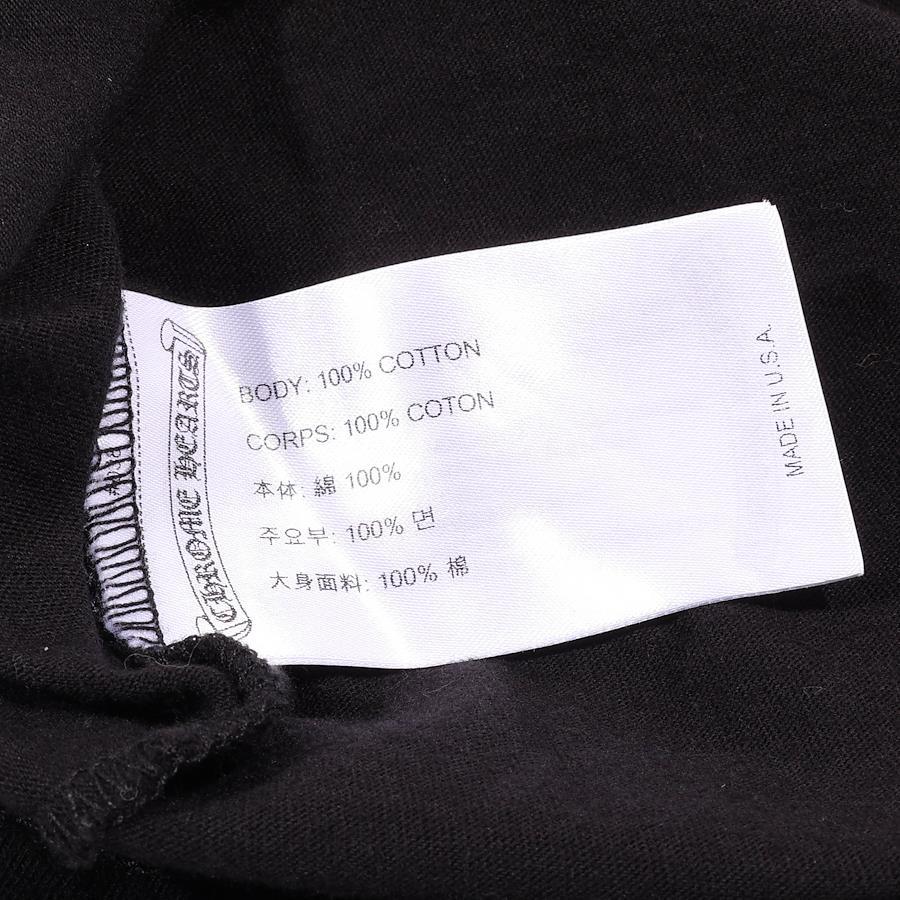 CHROME HEARTS
BODY: 100% COTTON
CORPS: 100% COTON
本体: 綿 100%
주요부: 100% 면
大身面料: 100% 棉
MADE IN U.S.A.